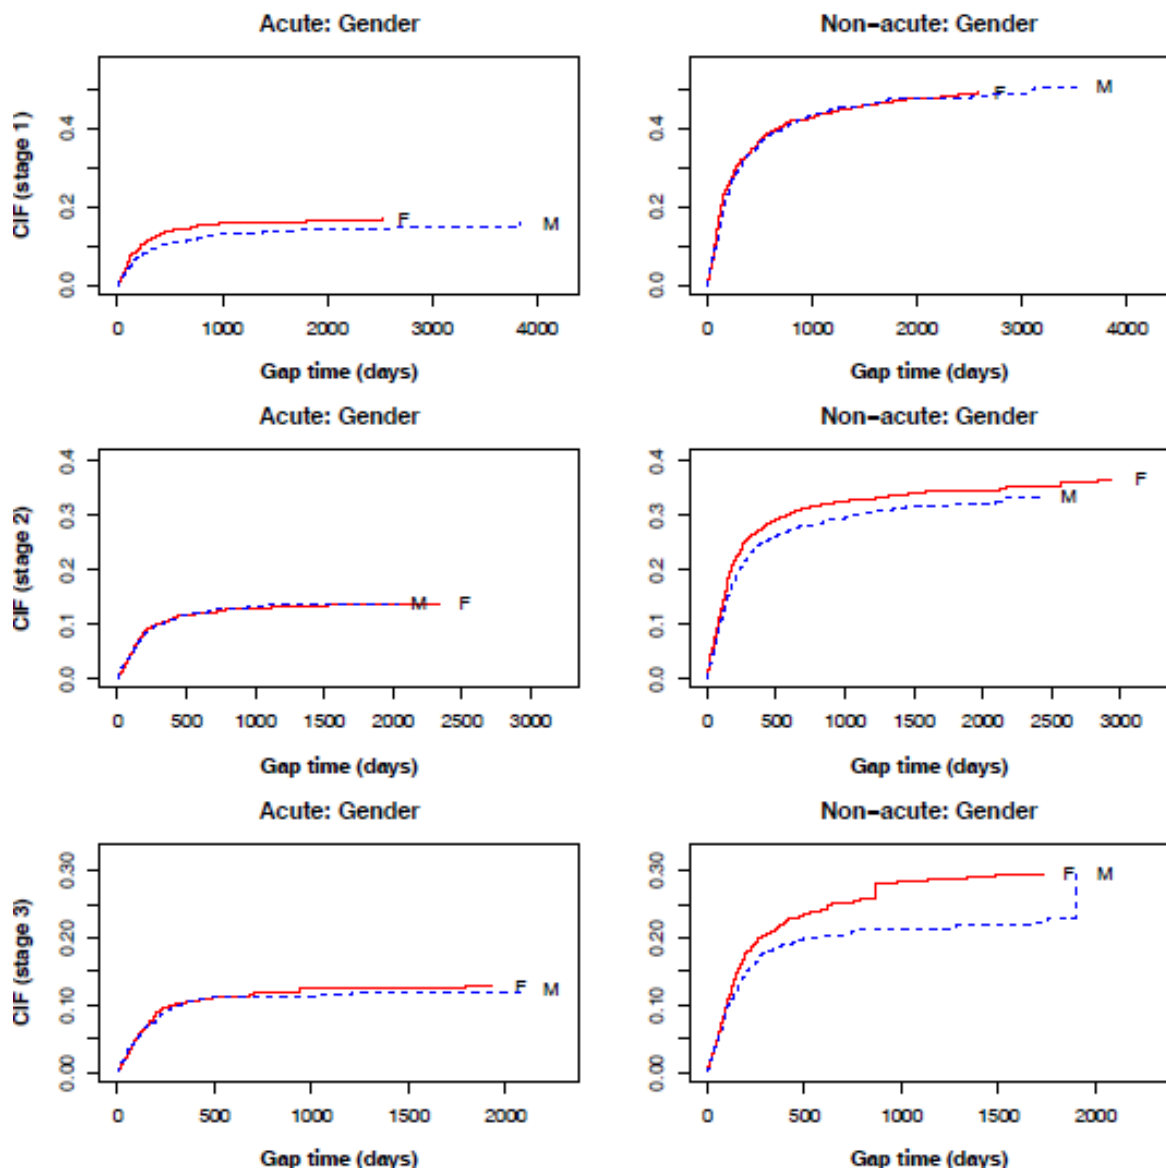 Acute: Gender
Non-acute: Gender
CIF (stage 1)
0.4
0.2
0.0
F
M
0 1000 2000 3000 4000
Gap time (days)
0.4
0.2
0.0
F
M
0 1000 2000 3000 4000
Gap time (days)
Acute: Gender
Non-acute: Gender
CIF (stage 2)
0.4
0.3
0.2
0.1
0.0
M
F
0 500 1000 1500 2000 2500 3000
Gap time (days)
0.4
0.3
0.2
0.1
0.0
F
M
0 500 1000 1500 2000 2500 3000
Gap time (days)
Acute: Gender
Non-acute: Gender
CIF (stage 3)
0.30
0.20
0.10
0.00
F
M
0 500 1000 1500 2000
Gap time (days)
0.30
0.20
0.10
0.00
F
M
0 500 1000 1500 2000
Gap time (days)